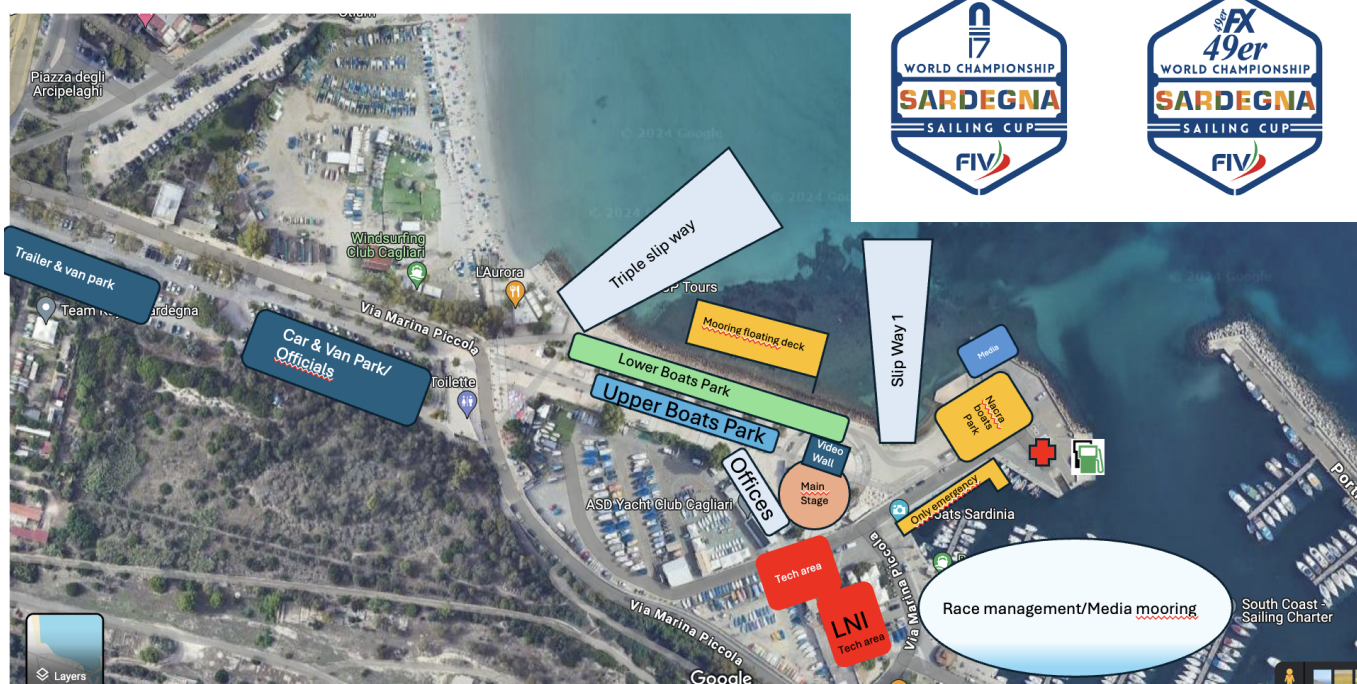 17
WORLD CHAMPIONSHIP
SARDEGNA
SAILING CUP
FIV
49er
FX
49er
WORLD CHAMPIONSHIP
SARDEGNA
SAILING CUP
FIV
Piazza degli
Arcipelaghi
© 2024 Google
Windsurfing
Club Cagliari
L'Aurora
Triple slip way
Tours
Trailer & van park
Team
Via Marina Piccola
Car & Van Park/
Officials
Toilette
Mooring floating deck
Slip Way 1
Media
Lower Boats Park
Upper Boats Park
Nacra
boats
Park
Video
Wall
Offices
Main
Stage
ASD Yacht Club Cagliari
Only emergency
Sardinia
Tech area
LNI
Tech area
Via Marina Piccola
Via Marina Piccola
Race management/Media mooring
South Coast -
Sailing Charter
Layers
Google